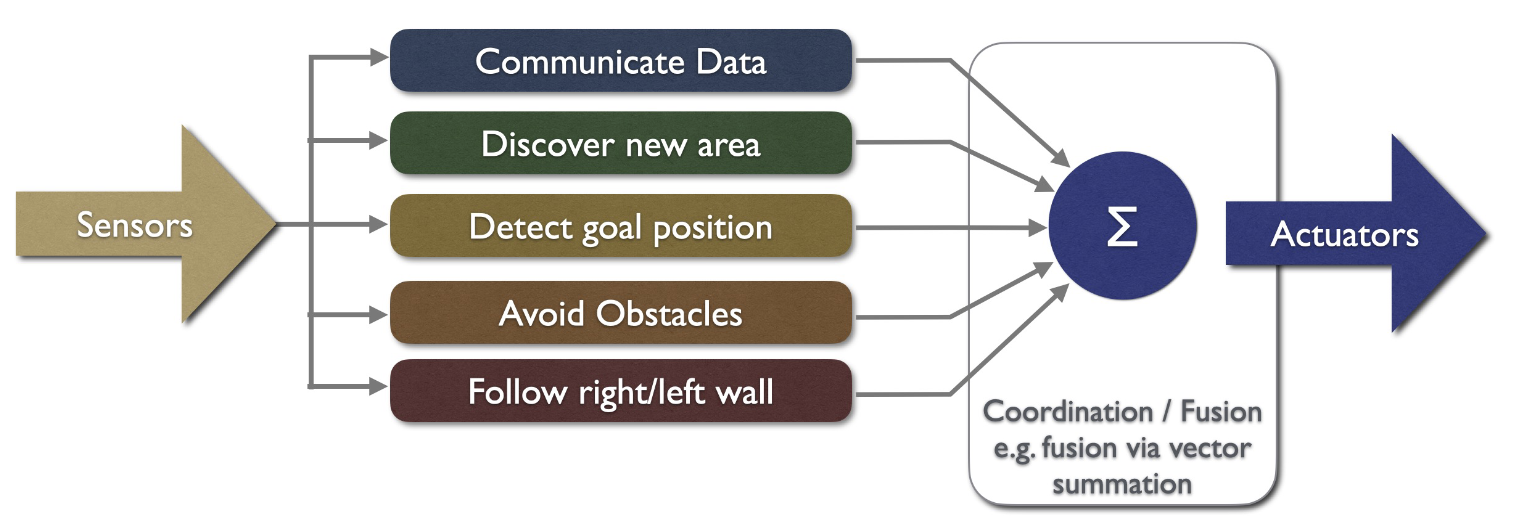 Sensors
Communicate Data
Discover new area
Detect goal position
Avoid Obstacles
Follow right/left wall
Σ
Coordination / Fusion
e.g. fusion via vector
summation
Actuators